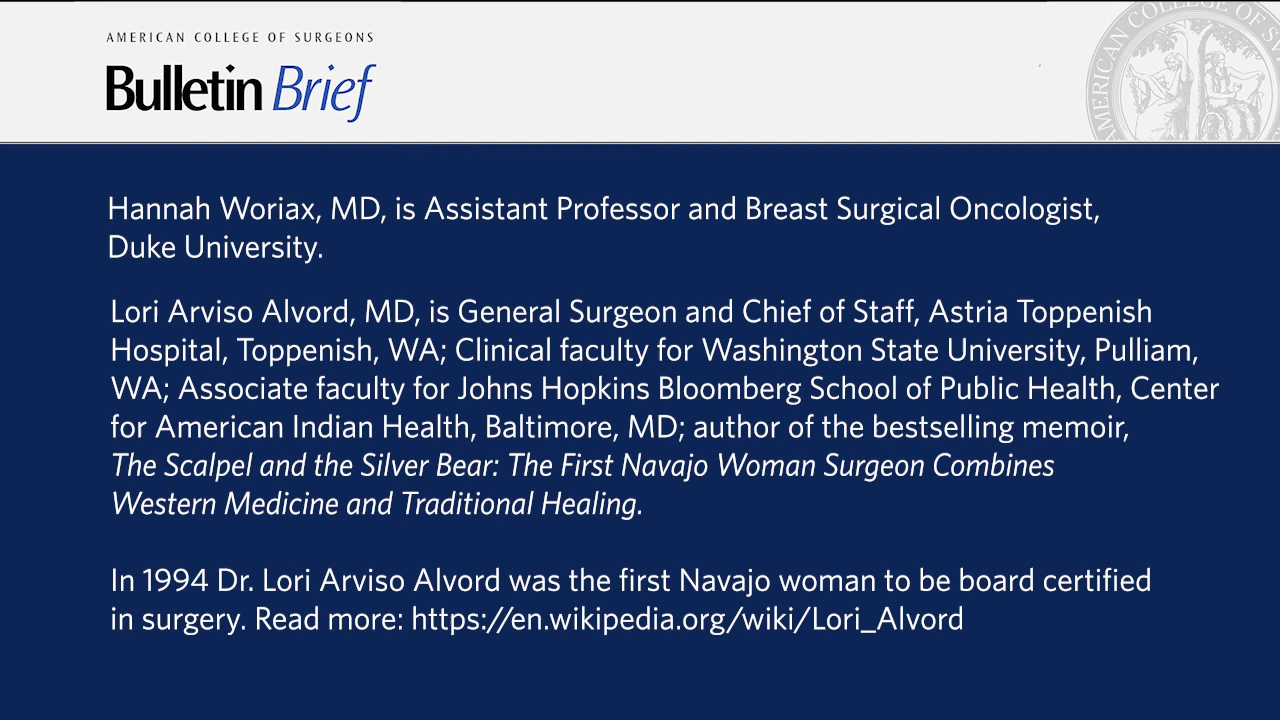 AMERICAN COLLEGE OF SURGEONS
Bulletin Brief
AMERICAN COLLEGE OF
Hannah Woriax, MD, is Assistant Professor and Breast Surgical Oncologist,
Duke University.
Lori Arviso Alvord, MD, is General Surgeon and Chief of Staff, Astria Toppenish
Hospital, Toppenish, WA; Clinical faculty for Washington State University, Pulliam,
WA; Associate faculty for Johns Hopkins Bloomberg School of Public Health, Center
for American Indian Health, Baltimore, MD; author of the bestselling memoir,
The Scalpel and the Silver Bear: The First Navajo Woman Surgeon Combines
Western Medicine and Traditional Healing.
In 1994 Dr. Lori Arviso Alvord was the first Navajo woman to be board certified
in surgery. Read more: https://en.wikipedia.org/wiki/Lori_Alvord